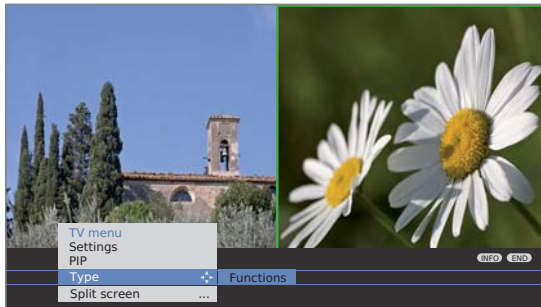 TV menu
Settings
PIP
INFO END
Type Functions
Split screen ...